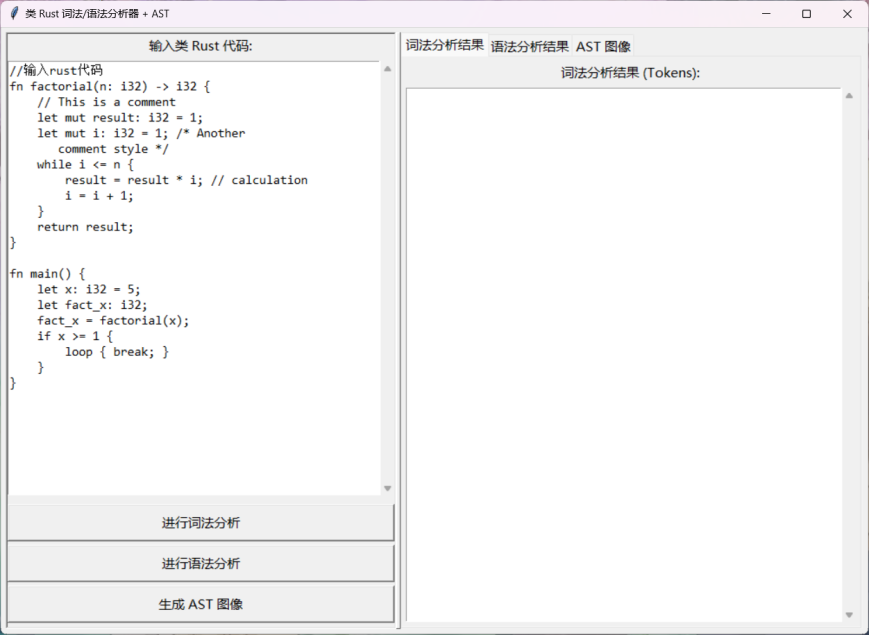 类 Rust 词法/语法分析器 + AST
输入类 Rust 代码:
//输入rust代码
fn factorial(n: i32) -> i32 {
    // This is a comment
    let mut result: i32 = 1;
    let mut i: i32 = 1; /* Another
       comment style */
    while i <= n {
        result = result * i; // calculation
        i = i + 1;
    }
    return result;
}

fn main() {
    let x: i32 = 5;
    let fact_x: i32;
    fact_x = factorial(x);
    if x >= 1 {
        loop { break; }
    }
}
进行词法分析
进行语法分析
生成 AST 图像
词法分析结果 语法分析结果 AST 图像
词法分析结果 (Tokens):